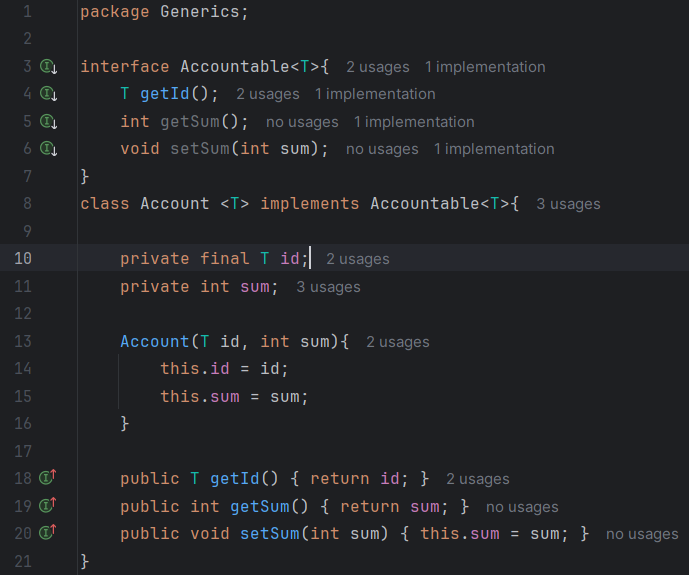 1 package Generics;
2
3 interface Accountable<T>{ 2 usages 1 implementation
4 T getId(); 2 usages 1 implementation
5 int getSum(); no usages 1 implementation
6 void setSum(int sum); no usages 1 implementation
7 }
8 class Account <T> implements Accountable<T>{ 3 usages
9
10 private final T id; 2 usages
11 private int sum; 3 usages
12
13 Account(T id, int sum){ 2 usages
14 this.id = id;
15 this.sum = sum;
16 }
17
18 public T getId() { return id; } 2 usages
19 public int getSum() { return sum; } no usages
20 public void setSum(int sum) { this.sum = sum; } no usages
21 }